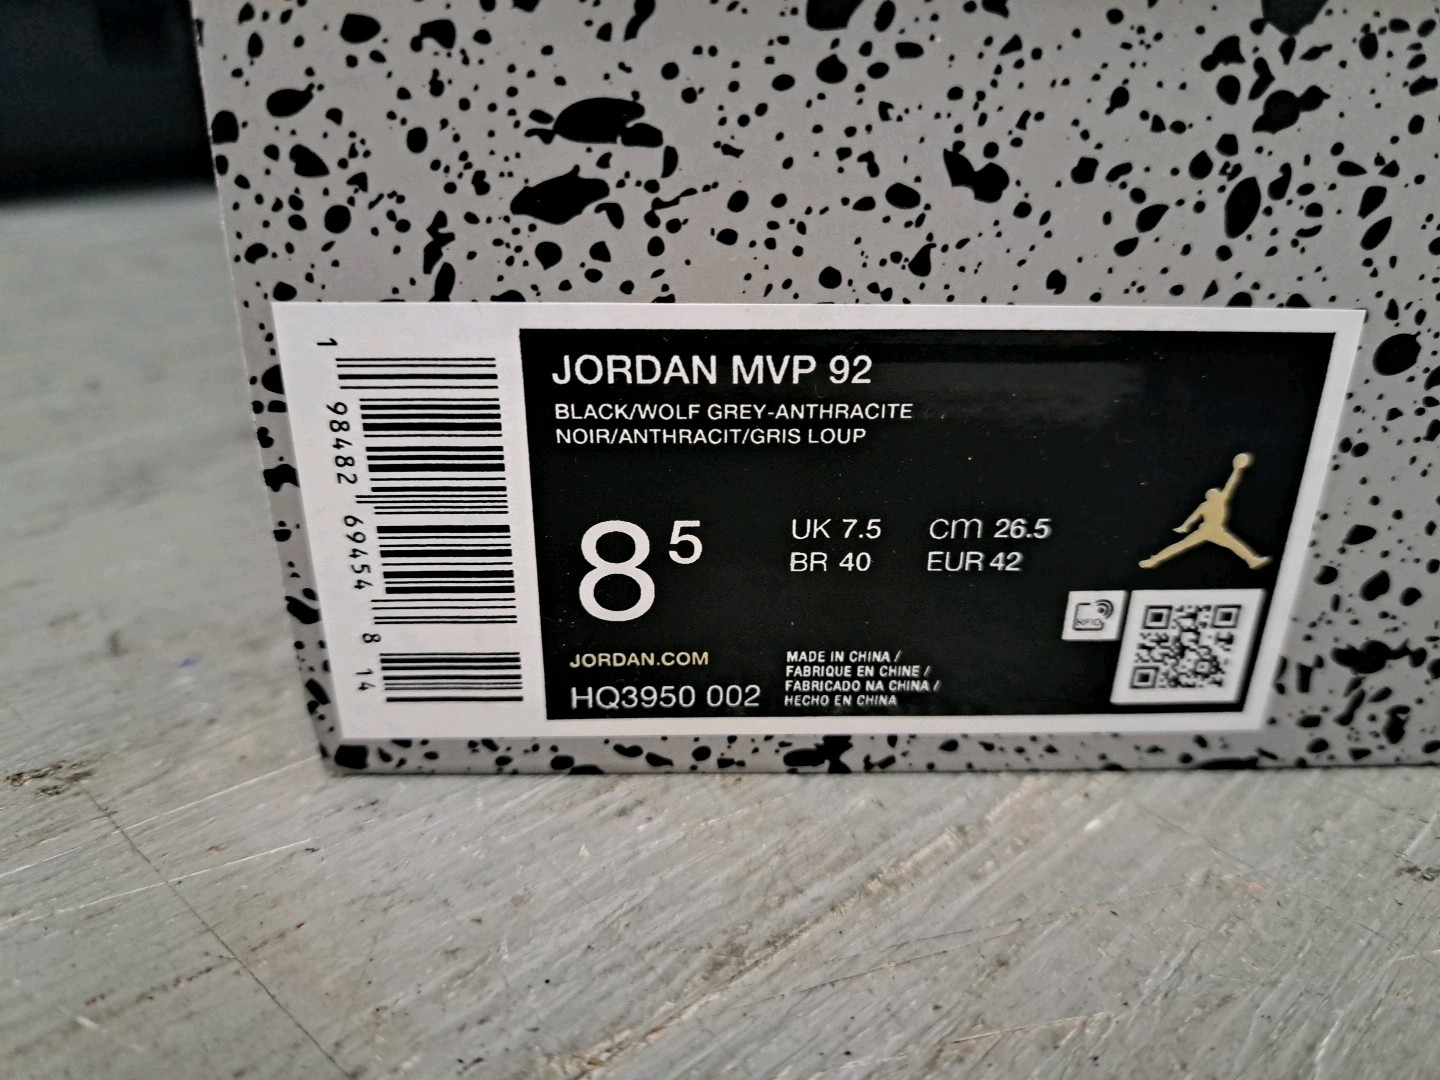 JORDAN MVP 92
BLACK/WOLF GREY-ANTHRACITE
NOIR/ANTHRACIT/GRIS LOUP
8 5
UK 7.5 cm 26.5
BR 40 EUR 42
JORDAN.COM
HQ3950 002
MADE IN CHINA /
FABRIQUE EN CHINE /
FABRICADO NA CHINA /
HECHO EN CHINA
RFID
1 98482 69454 8 14